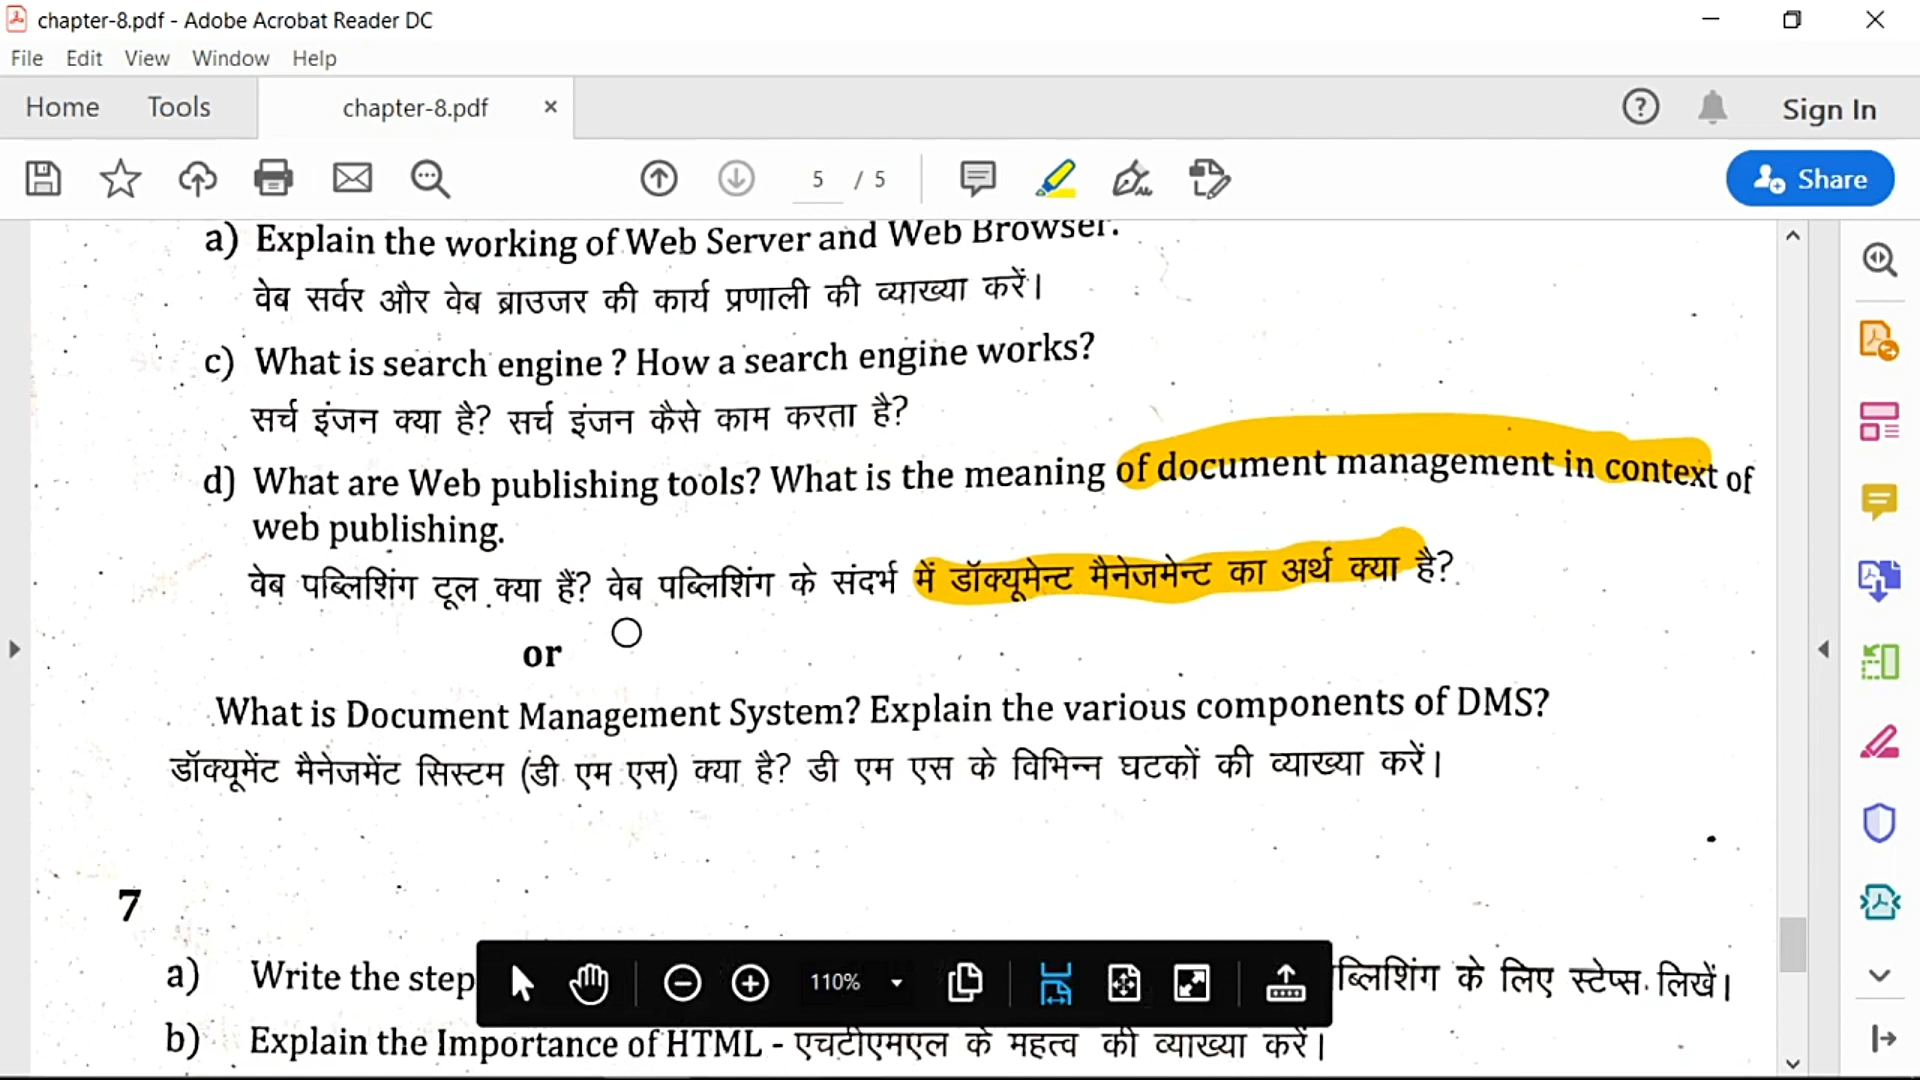 chapter-8.pdf - Adobe Acrobat Reader DC
File Edit View Window Help
Home Tools chapter-8.pdf Sign In
5 / 5 Share
a) Explain the working of Web Server and Web Browser.
वेब सर्वर और वेब ब्राउजर की कार्य प्रणाली की व्याख्या करें।
c) What is search engine ? How a search engine works?
सर्च इंजन क्या है? सर्च इंजन कैसे काम करता है?
d) What are Web publishing tools? What is the meaning of document management in context of
web publishing.
वेब पब्लिशिंग टूल क्या हैं? वेब पब्लिशिंग के संदर्भ में डॉक्यूमेन्ट मैनेजमेन्ट का अर्थ क्या है?
or
What is Document Management System? Explain the various components of DMS?
डॉक्यूमेंट मैनेजमेंट सिस्टम (डी एम एस) क्या है? डी एम एस के विभिन्न घटकों की व्याख्या करें।
7
a) Write the step ब्लिशिंग के लिए स्टेप्स लिखें।
110%
b) Explain the Importance of HTML - एचटीएमएल के महत्व की व्याख्या करें।